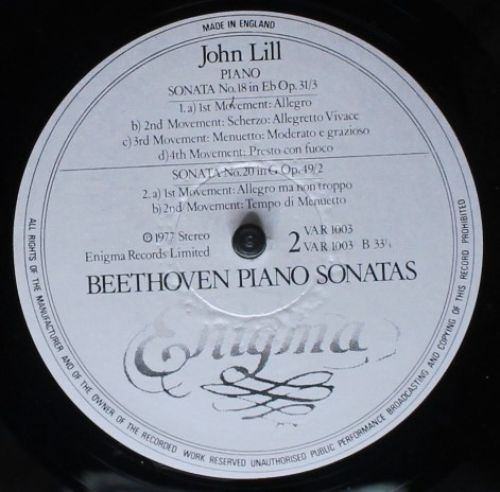 MADE IN ENGLAND
John Lill
PIANO
SONATA No.18 in Eb Op.31/3
1.a) 1st Movement: Allegro
b) 2nd Movement: Scherzo: Allegretto Vivace
c) 3rd Movement: Menuetto: Moderato e grazioso
d) 4th Movement: Presto con fuoco
SONATA No.20 in G Op.49/2
2.a) 1st Movement: Allegro ma non troppo
b) 2nd Movement: Tempo di Menuetto
℗ 1977 Stereo
Enigma Records Limited
2 VAR 1003
VAR 1003 B 33⅓
BEETHOVEN PIANO SONATAS
Enigma
ALL RIGHTS OF THE MANUFACTURER AND OF THE OWNER OF THE RECORDED WORK RESERVED UNAUTHORISED PUBLIC PERFORMANCE BROADCASTING AND COPYING OF THIS RECORD PROHIBITED